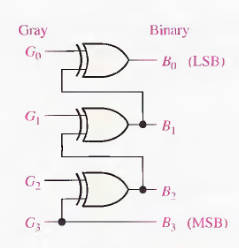 Gray Binary
G₀ B₀ (LSB)
G₁ B₁
G₂ B₂
G₃ B₃ (MSB)